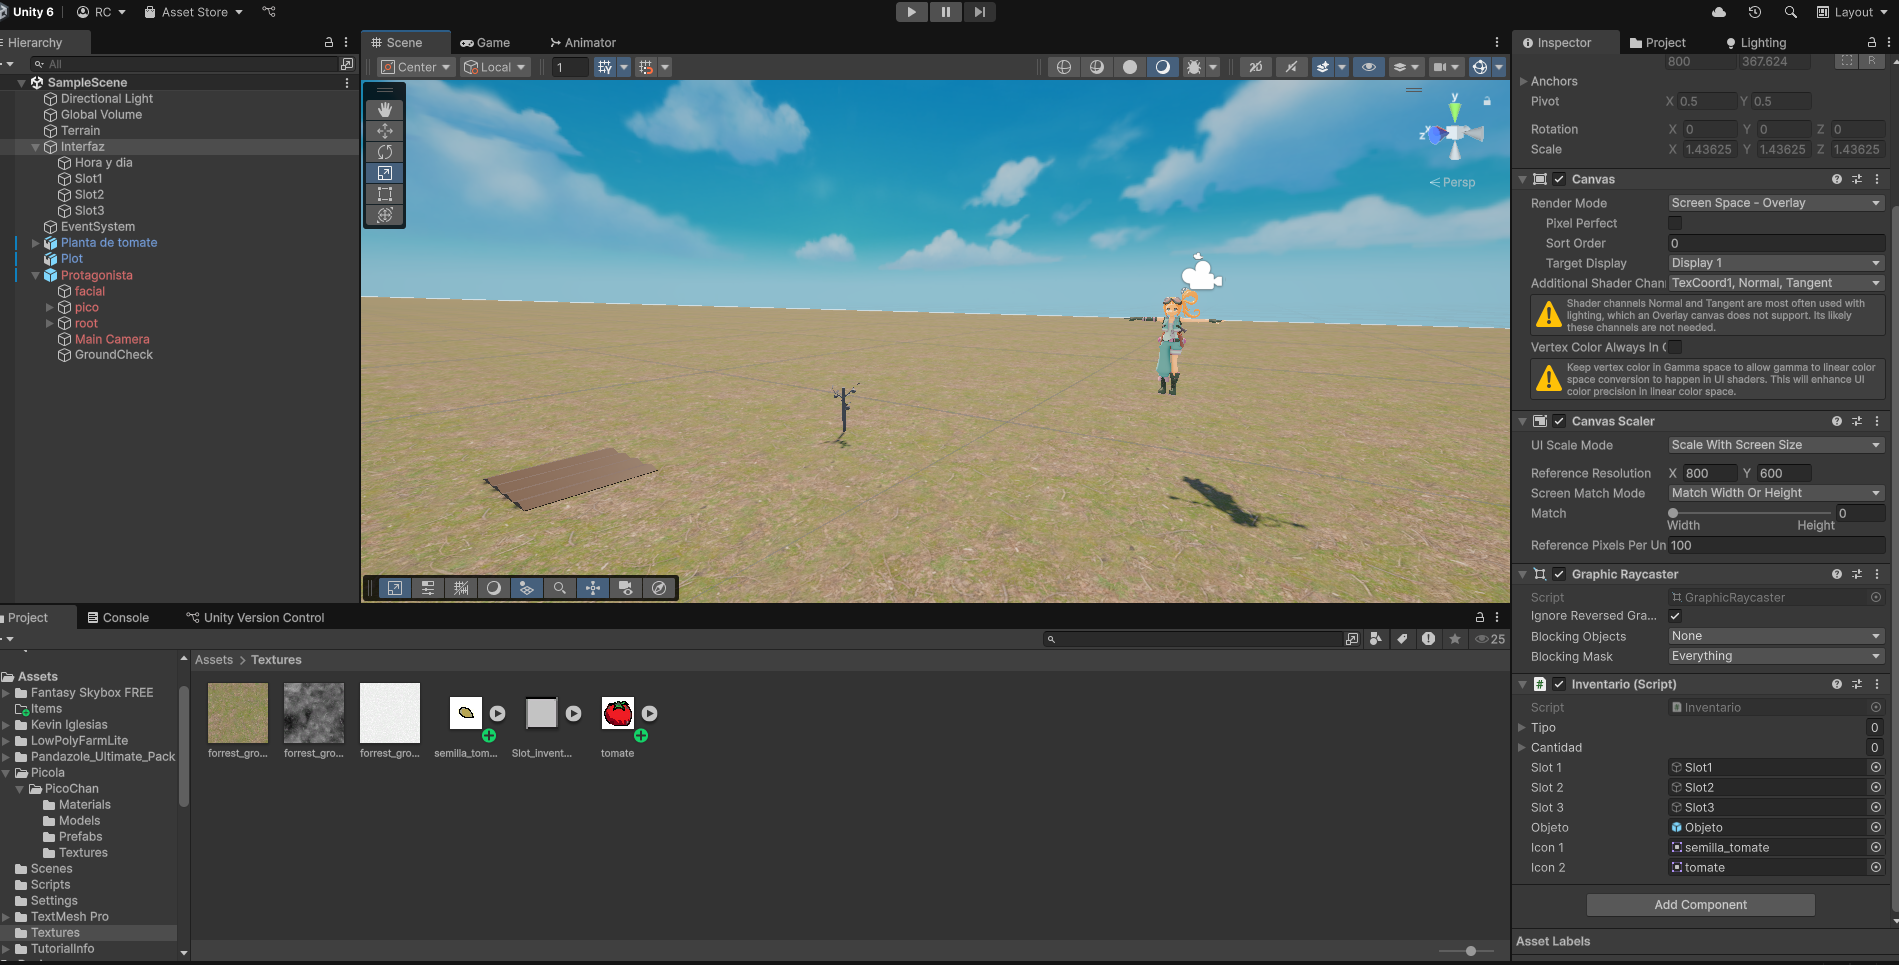 Unity 6
RC
Asset Store
Layout
Hierarchy
Scene
Game
Animator
Inspector
Project
Lighting
All
Center
Local
1
SampleScene
Directional Light
Global Volume
Terrain
Interfaz
Hora y dia
Slot1
Slot2
Slot3
EventSystem
Planta de tomate
Plot
Protagonista
facial
pico
root
Main Camera
GroundCheck
y
z
Persp
800 367.624
R
Anchors
Pivot X 0.5 Y 0.5
Rotation X 0 Y 0 Z 0
Scale X 1.43625 Y 1.43625 Z 1.43625
Canvas
Render Mode Screen Space - Overlay
Pixel Perfect
Sort Order 0
Target Display Display 1
Additional Shader Chan TexCoord1, Normal, Tangent
Shader channels Normal and Tangent are most often used with
lighting, which an Overlay canvas does not support. Its likely
these channels are not needed.
Vertex Color Always In G
Keep vertex color in Gamma space to allow gamma to linear color
space conversion to happen in UI shaders. This will enhance UI
color precision in linear color space.
Canvas Scaler
UI Scale Mode Scale With Screen Size
Reference Resolution X 800 Y 600
Screen Match Mode Match Width Or Height
Match 0
Width Height
Reference Pixels Per Un 100
Graphic Raycaster
Script GraphicRaycaster
Ignore Reversed Gra...
Blocking Objects None
Blocking Mask Everything
Inventario (Script)
Script Inventario
Tipo 0
Cantidad 0
Slot 1 Slot1
Slot 2 Slot2
Slot 3 Slot3
Objeto Objeto
Icon 1 semilla_tomate
Icon 2 tomate
Add Component
Asset Labels
Project
Console
Unity Version Control
25
Assets > Textures
Assets
Fantasy Skybox FREE
Items
Kevin Iglesias
LowPolyFarmLite
Pandazole_Ultimate_Pack
Picola
PicoChan
Materials
Models
Prefabs
Textures
Scenes
Scripts
Settings
TextMesh Pro
Textures
TutorialInfo
forrest_gro...
forrest_gro...
forrest_gro...
semilla_tom...
Slot_Invent...
tomate